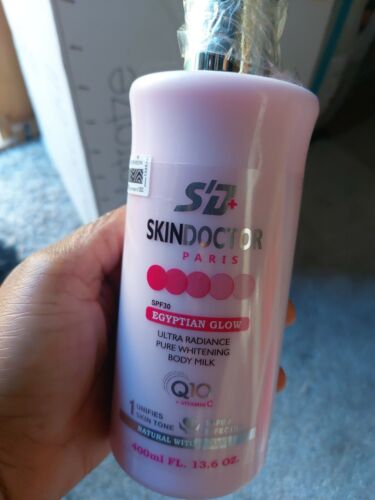 S'D+
SKINDOCTOR
PARIS
SPF30
EGYPTIAN GLOW
ULTRA RADIANCE
PURE WHITENING
BODY MILK
Q10
+ VITAMIN C
1 UNIFIES
SKIN TONE
NATURAL
400ml FL. 13.6 OZ.